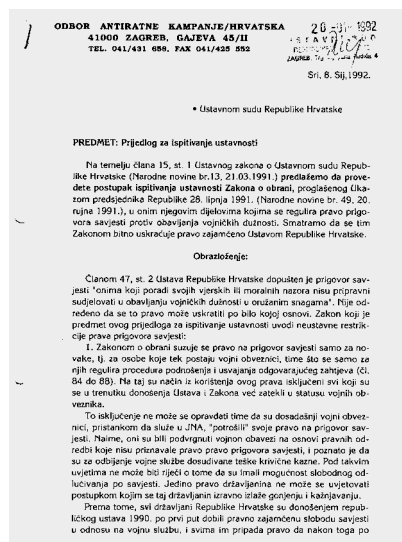 ODBOR ANTIRATNE KAMPANJE/HRVATSKA
41000 ZAGREB, GAJEVA 45/II
TEL. 041/431 658, FAX 041/425 552
1992
ZAGREB, Trg
Sri, 8. Sij, 1992.
• Ustavnom sudu Republike Hrvatske
PREDMET: Prijedlog za ispitivanje ustavnosti
Na temelju člana 15, st. 1 Ustavnog zakona o Ustavnom sudu Repub-
like Hrvatske (Narodne novine br.13, 21.03.1991.) predlažemo da prove-
dete postupak ispitivanja ustavnosti Zakona o obrani, proglašenog Uka-
zom predsjednika Republike 28. lipnja 1991. (Narodne novine br. 49, 20.
rujna 1991.), u onim njegovim dijelovima kojima se regulira pravo prigo-
vora savjesti protiv obavljanja vojničkih dužnosti. Smatramo da se tim
Zakonom bitno uskraćuje pravo zajamčeno Ustavom Republike Hrvatske.
Obrazloženje:
Članom 47, st. 2 Ustava Republike Hrvatske dopušten je prigovor sav-
jesti "onima koji poradi svojih vjerskih ili moralnih nazora nisu pripravni
sudjelovati u obavljanju vojničkih dužnosti u oružanim snagama". Nije od-
ređeno da se to pravo može uskratiti po bilo kojoj osnovi. Zakon koji je
predmet ovog prijedloga za ispitivanje ustavnosti uvodi neustavne restrik-
cije prava prigovora savjesti:
I. Zakonom o obrani suzuje se pravo na prigovor savjesti samo za no-
vake, tj. za osobe koje tek postaju vojni obveznici, time što se samo za
njih regulira procedura podnošenja i usvajanja odgovarajućeg zahtjeva (čl.
84 do 88). Na taj su način iz korištenja ovog prava isključeni svi koji su
se u trenutku donošenja Ustava i Zakona već zatekli u statusu vojnih ob-
veznika.
To isključenje ne može se opravdati time da su dosadašnji vojni obvez-
nici, pristankom da služe u JNA, "potrošili" svoje pravo na prigovor sav-
jesti. Naime, oni su bili podvrgnuti vojnom obavezi na osnovi pravnih od-
redbi koje nisu priznavale pravo pravo prigovora savjesti, i poznato je da
su za odbijanje vojne službe dosuđivane teške krivične kazne. Pod takvim
uvjetima ne može biti riječi o tome da su imali mogućnost slobodnog od-
lučivanja po savjesti. Jedino pravo državljanina ne može se uvjetovati
postupkom kojim se taj državljanin izravno izlaže gonjenju i kažnjavanju.
Prema tome, svi državljani Republike Hrvatske su donošenjem repub-
ličkog ustava 1990. po prvi put dobili pravno zajamčenu slobodu savjesti
u odnosu na vojnu službu, i svima im pripada pravo da nakon toga po